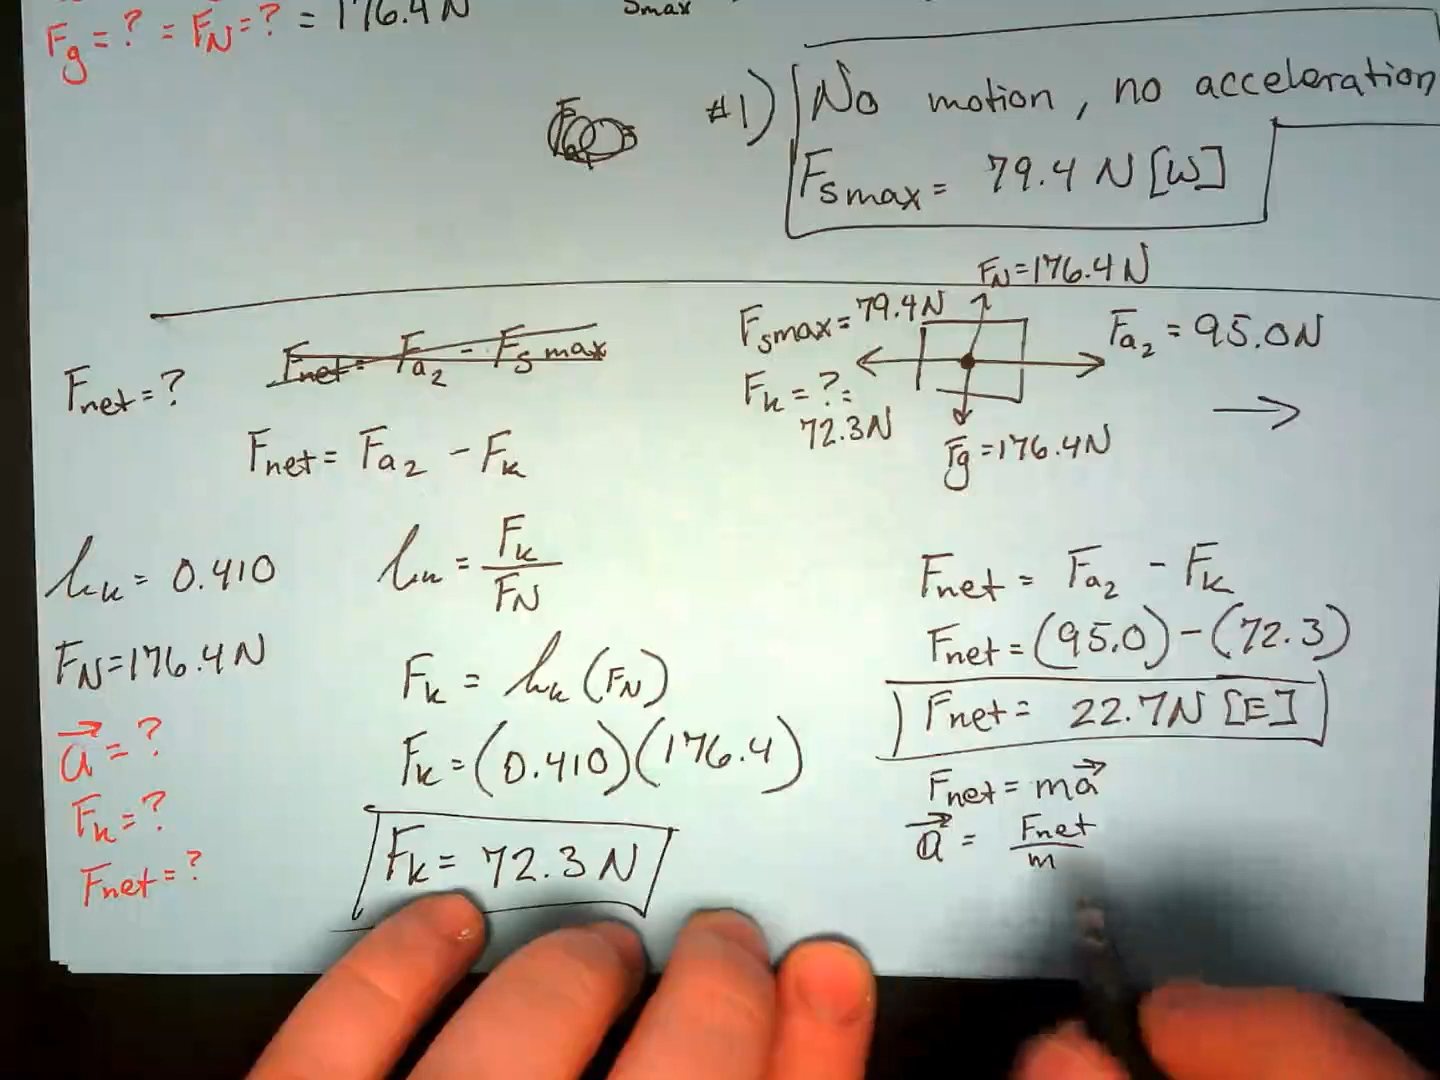 Fg = ? = FN = ? = 176.4 N
Smax
#1) No motion, no acceleration
Fsmax = 79.4 N [W]
FN = 176.4 N
Fsmax = 79.4 N
Fa2 = 95.0 N
Fk = ? =
72.3 N
Fg = 176.4 N
Fnet = ?
Fnet = Fa2 - Fs max
Fnet = Fa2 - Fk
μk = 0.410
FN = 176.4 N
a = ?
Fk = ?
Fnet = ?
μk = Fk / FN
Fk = μk (FN)
Fk = (0.410)(176.4)
Fk = 72.3 N
Fnet = Fa2 - Fk
Fnet = (95.0) - (72.3)
Fnet = 22.7 N [E]
Fnet = ma
a = Fnet / m